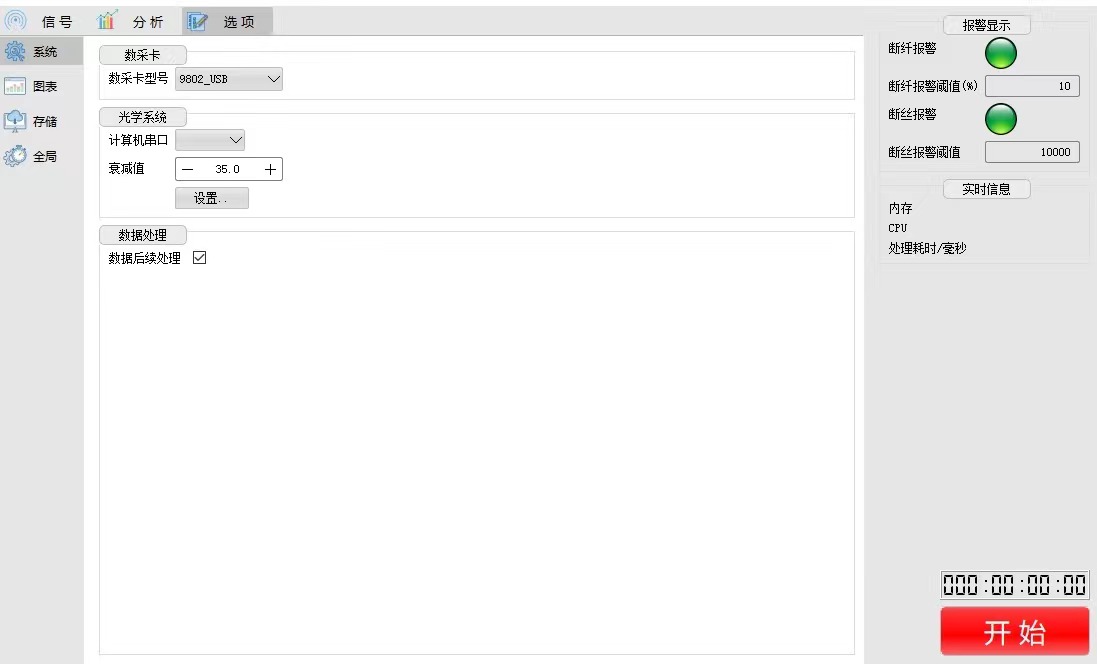 信号 分析 选项
系统
图表
存储
全局
数采卡
数采卡型号 9802_USB
光学系统
计算机串口
衰减值 — 35.0 +
设置..
数据处理
数据后续处理
报警显示
断纤报警
断纤报警阈值(%) 10
断丝报警
断丝报警阈值 10000
实时信息
内存
CPU
处理耗时/毫秒
000:00:00:00
开始